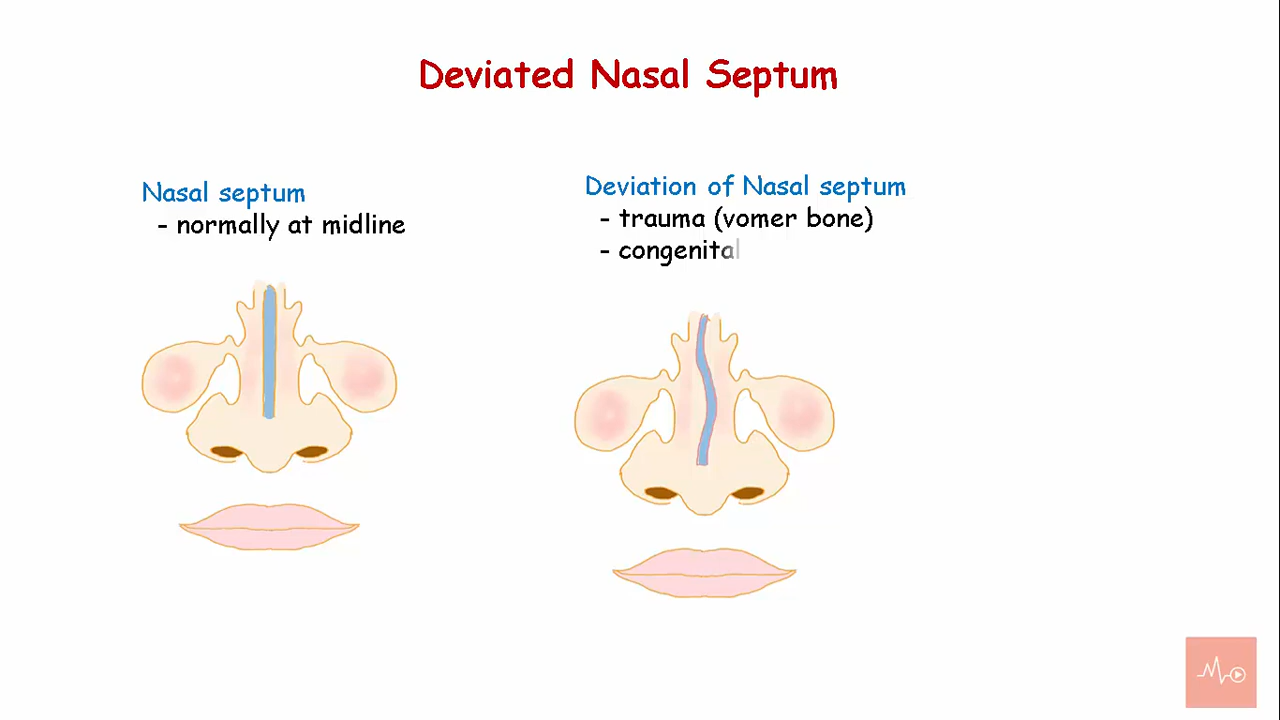 Deviated Nasal Septum
Nasal septum
- normally at midline
Deviation of Nasal septum
- trauma (vomer bone)
- congenital